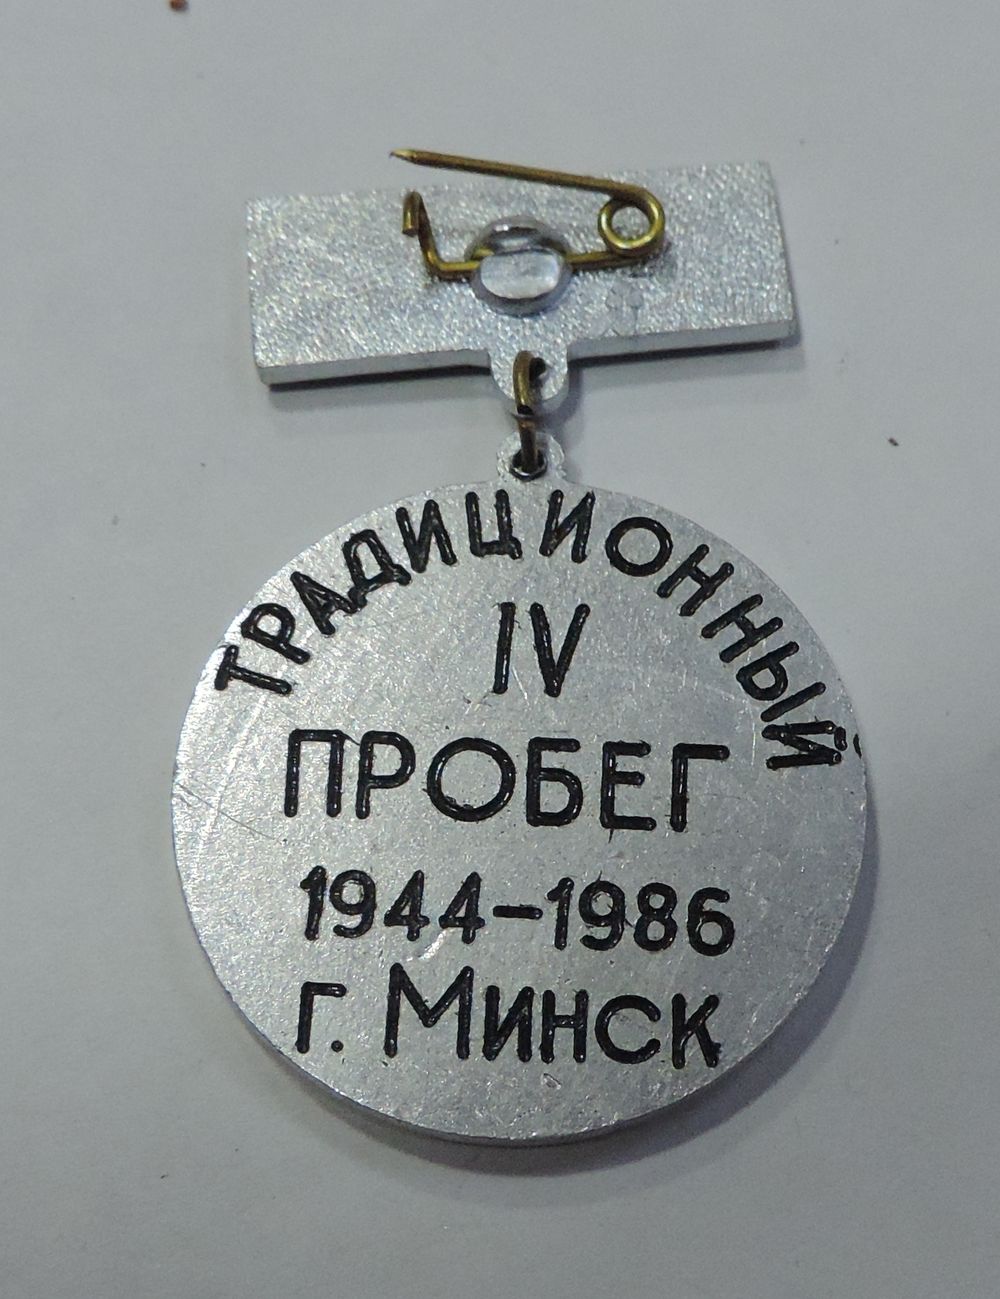 ТРАДИЦИОННЫЙ
IV
ПРОБЕГ
1944-1986
г. МИНСК